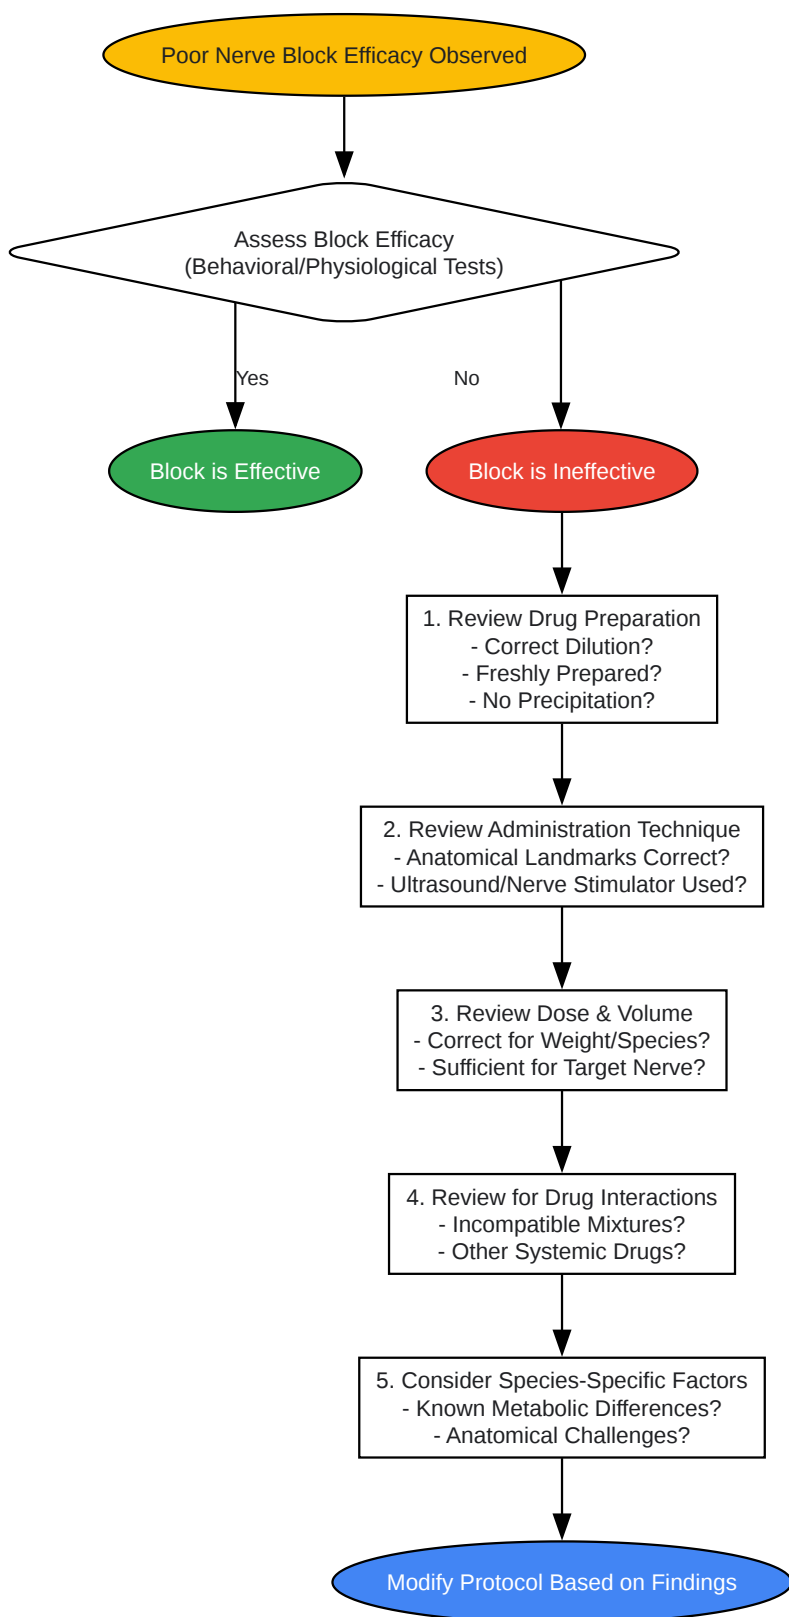 Poor Nerve Block Efficacy Observed
Assess Block Efficacy
(Behavioral/Physiological Tests)
Yes
No
Block is Effective
Block is Ineffective
1. Review Drug Preparation
- Correct Dilution?
- Freshly Prepared?
- No Precipitation?
2. Review Administration Technique
- Anatomical Landmarks Correct?
- Ultrasound/Nerve Stimulator Used?
3. Review Dose & Volume
- Correct for Weight/Species?
- Sufficient for Target Nerve?
4. Review for Drug Interactions
- Incompatible Mixtures?
- Other Systemic Drugs?
5. Consider Species-Specific Factors
- Known Metabolic Differences?
- Anatomical Challenges?
Modify Protocol Based on Findings